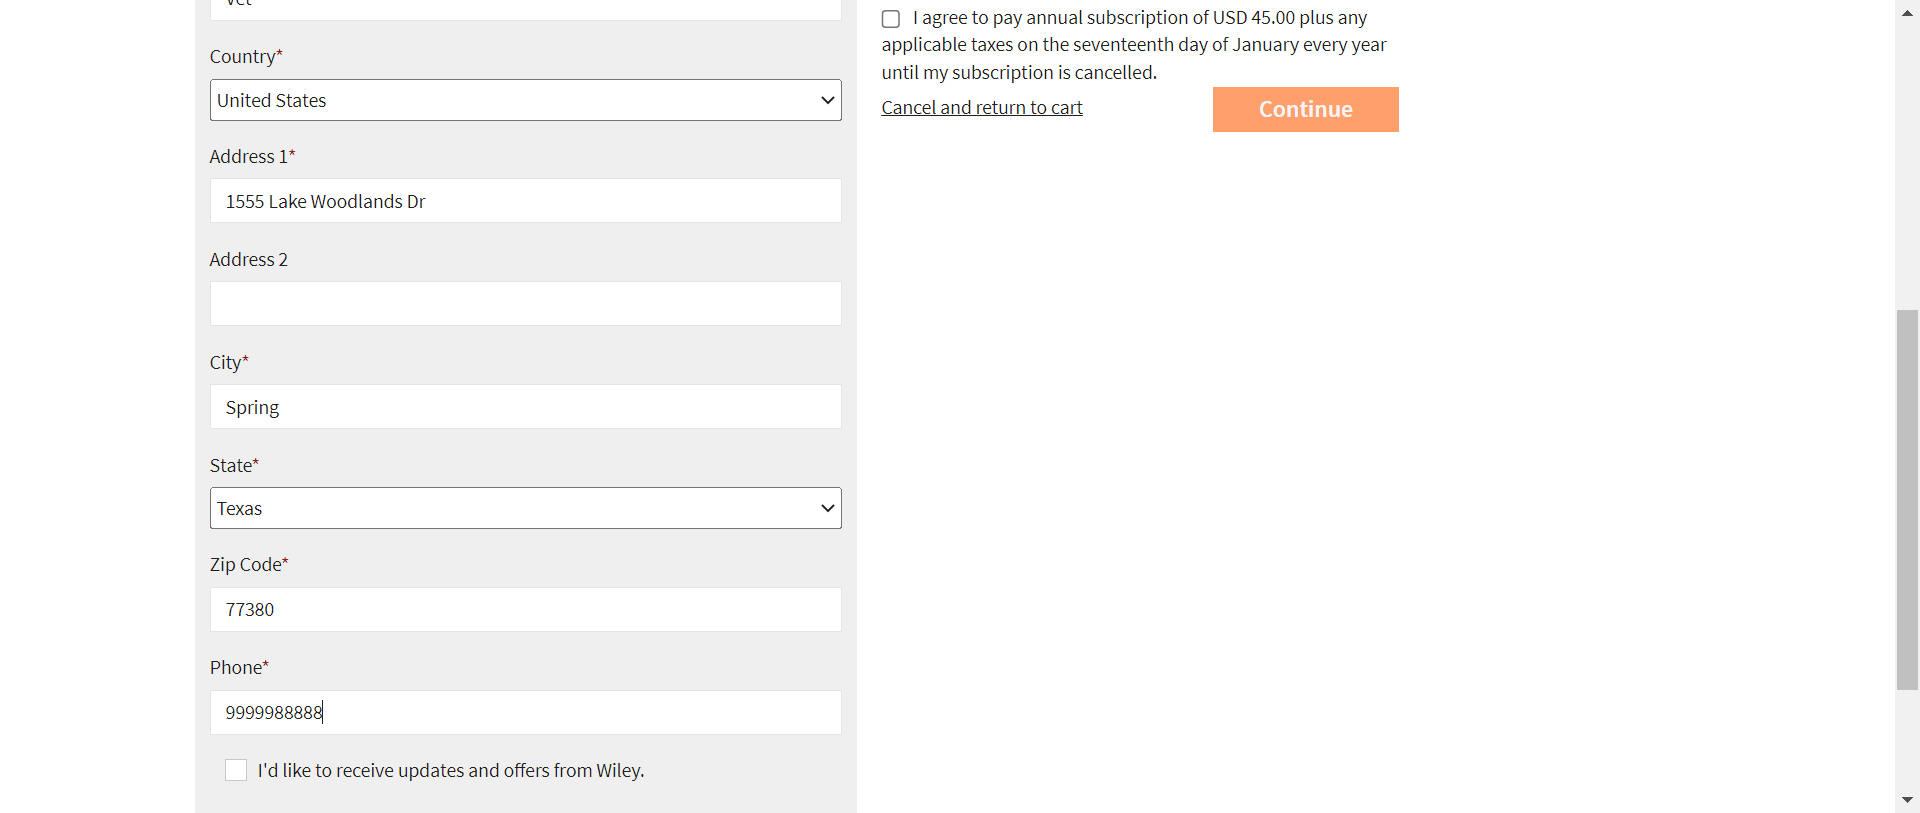 Country*
United States
Address 1*
1555 Lake Woodlands Dr
Address 2
City*
Spring
State*
Texas
Zip Code*
77380
Phone*
9999988888
I'd like to receive updates and offers from Wiley.
I agree to pay annual subscription of USD 45.00 plus any
applicable taxes on the seventeenth day of January every year
until my subscription is cancelled.
Cancel and return to cart
Continue